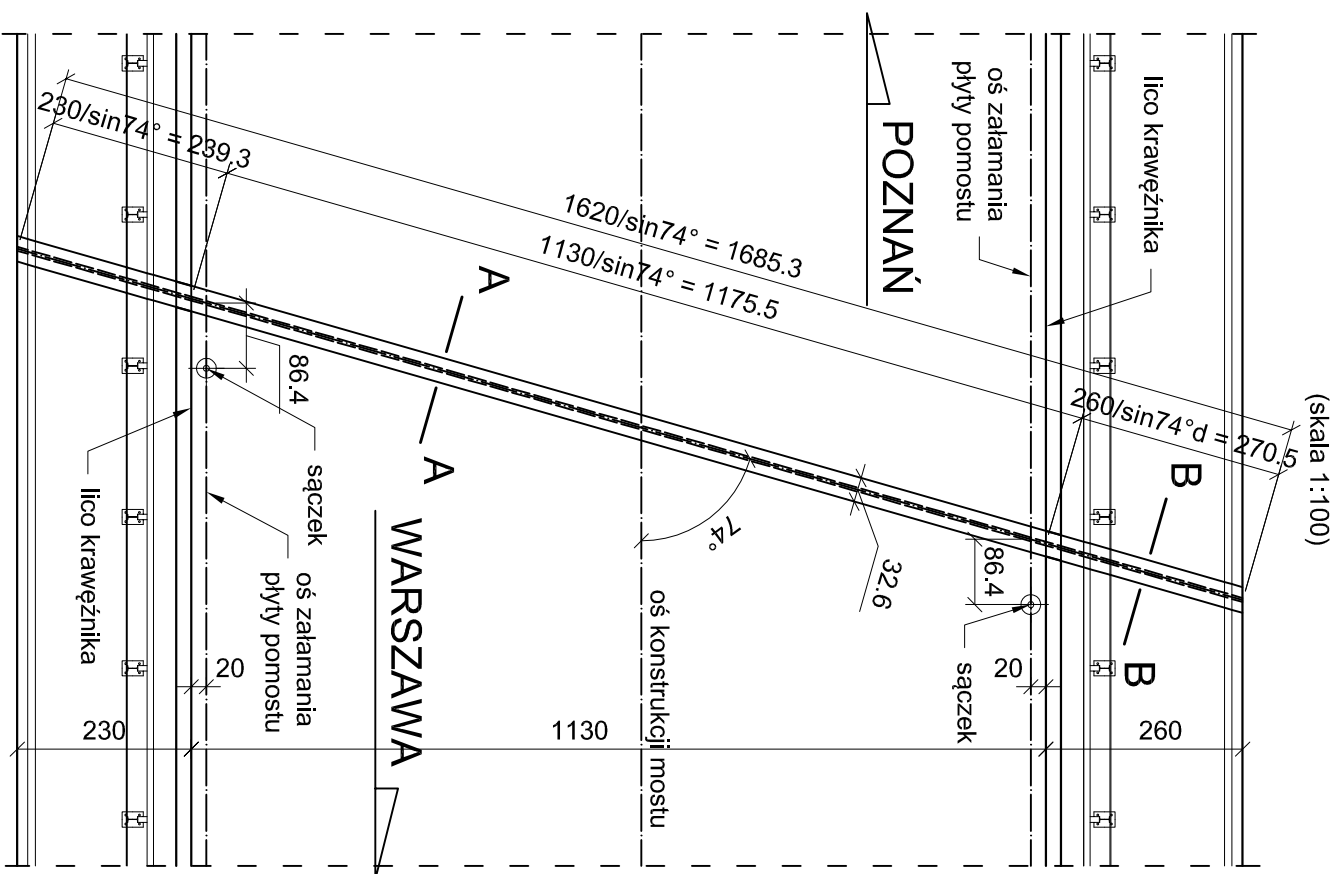 (skala 1:100)
lico krawęźnika
oś załamania
płyty pomostu
POZNAŃ
230/sin74° = 239.3
1620/sin74° = 1685.3
1130/sin74° = 1175.5
260/sin74°d = 270.5
A
A
B
B
86.4
86.4
74°
32.6
sączek
sączek
oś załamania
płyty pomostu
lico krawęźnika
WARSZAWA
oś konstrukcji mostu
20
20
230
1130
260